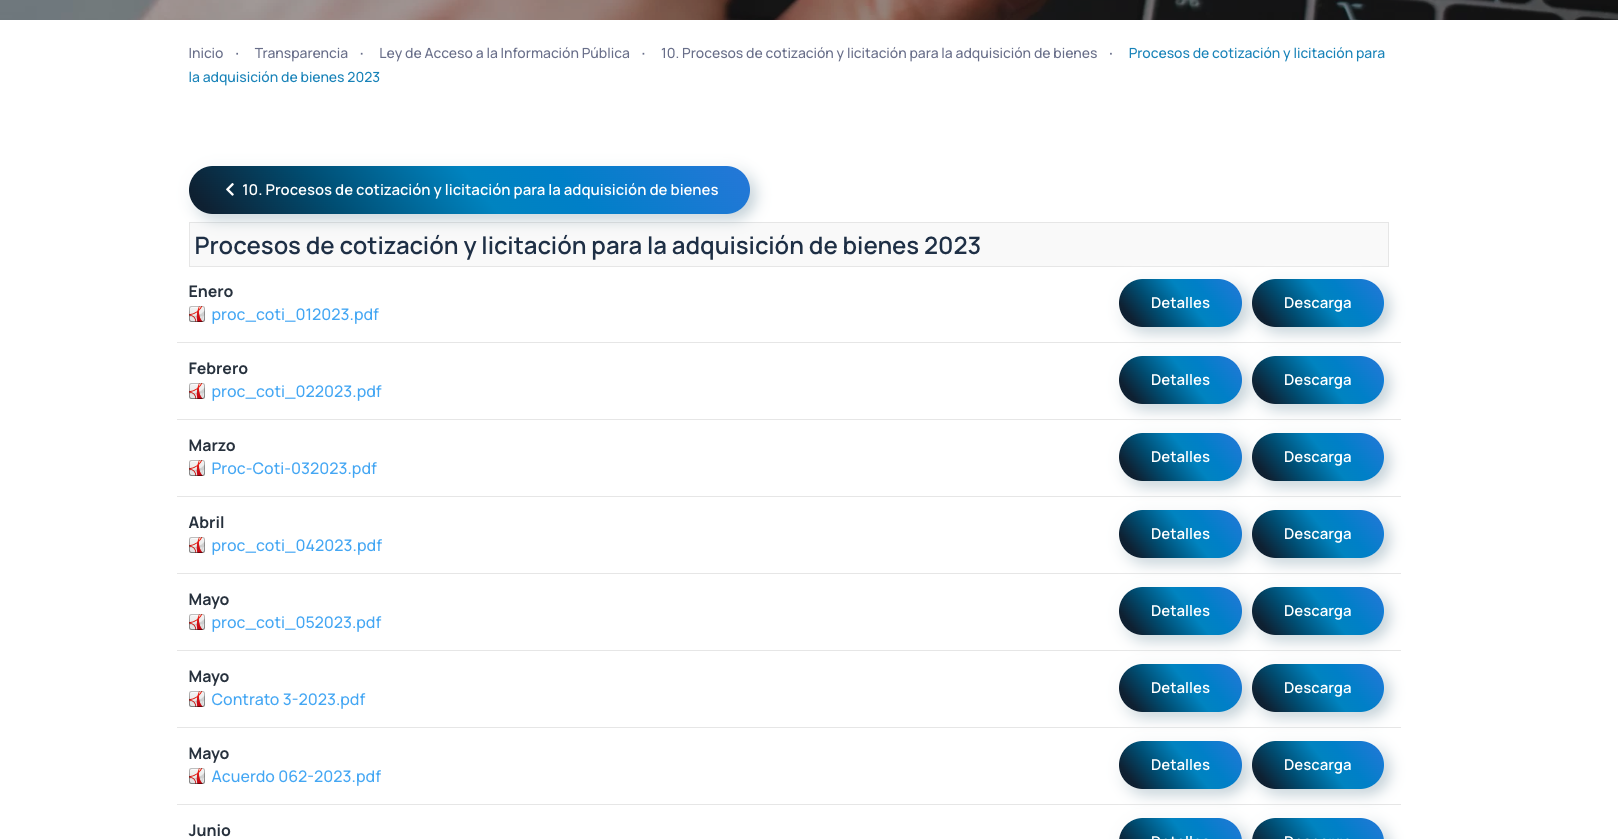 Inicio · Transparencia · Ley de Acceso a la Información Pública · 10. Procesos de cotización y licitación para la adquisición de bienes · Procesos de cotización y licitación para
la adquisición de bienes 2023
10. Procesos de cotización y licitación para la adquisición de bienes
Procesos de cotización y licitación para la adquisición de bienes 2023
Enero
proc_coti_012023.pdf
Detalles Descarga
Febrero
proc_coti_022023.pdf
Detalles Descarga
Marzo
Proc-Coti-032023.pdf
Detalles Descarga
Abril
proc_coti_042023.pdf
Detalles Descarga
Mayo
proc_coti_052023.pdf
Detalles Descarga
Mayo
Contrato 3-2023.pdf
Detalles Descarga
Mayo
Acuerdo 062-2023.pdf
Detalles Descarga
Junio
Detalles Descarga